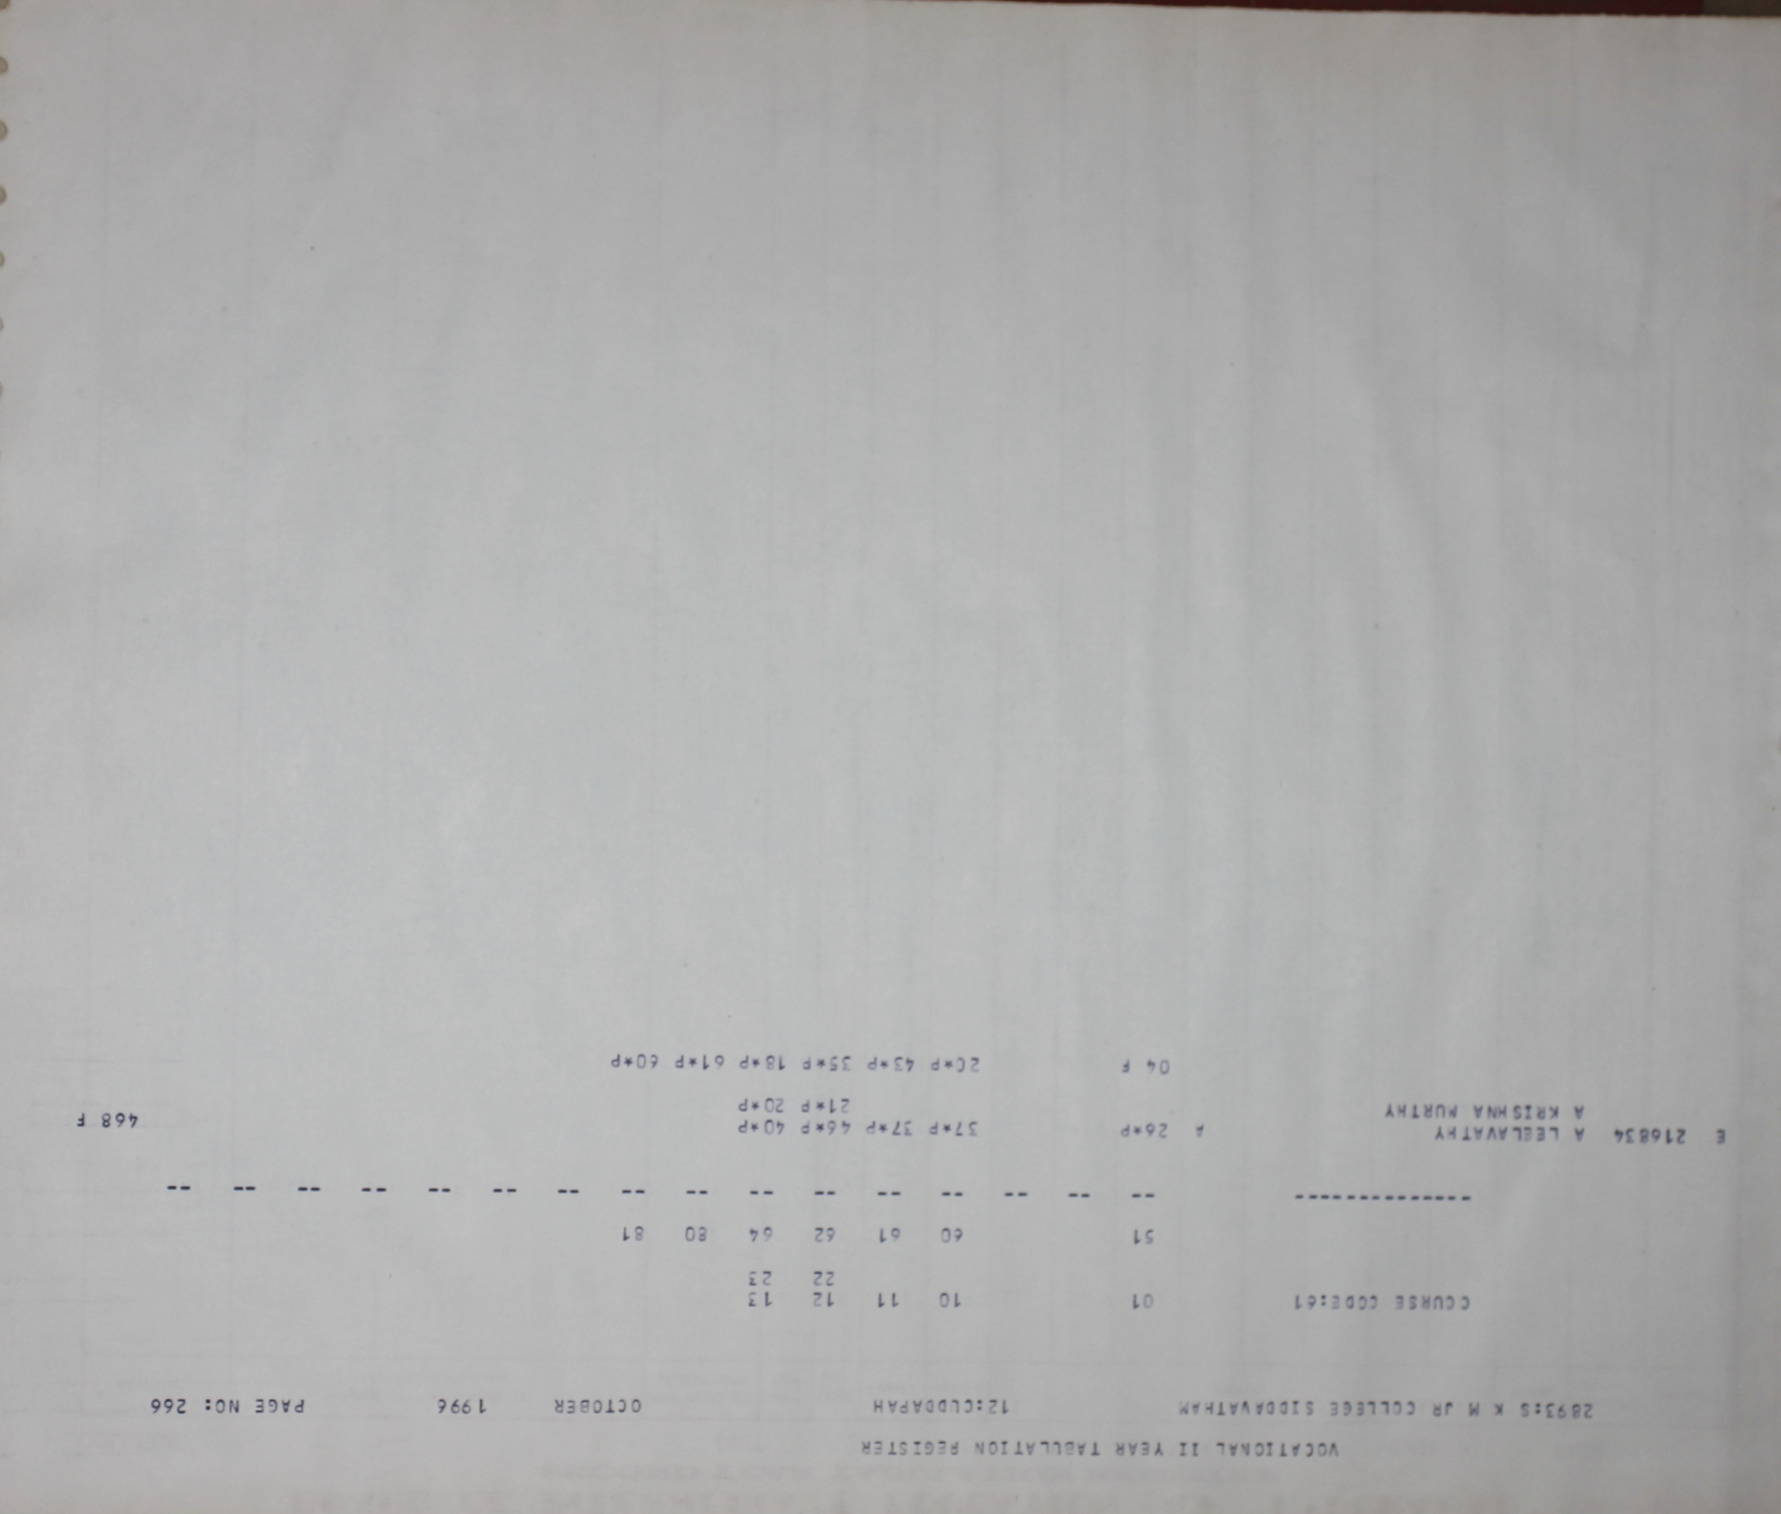 VOCATIONAL II YEAR TABULATION REGISTER
2893:S K M JR COLLEGE SIDDAVATHAM 12:CUDDAPAH OCTOBER 1996 PAGE NO: 266
COURSE CODE:61 01 10 11 12 13
22 23
51 60 61 62 64 80 81
-------------- -- -- -- -- -- -- -- -- -- -- -- -- -- -- -- --
E 216834 A LEELAVATHY A 26*P 37*P 37*P 46*P 40*P 468 F
A KRISHNA MURTHY 21*P 20*P
04 F 20*P 43*P 35*P 18*P 61*P 60*P